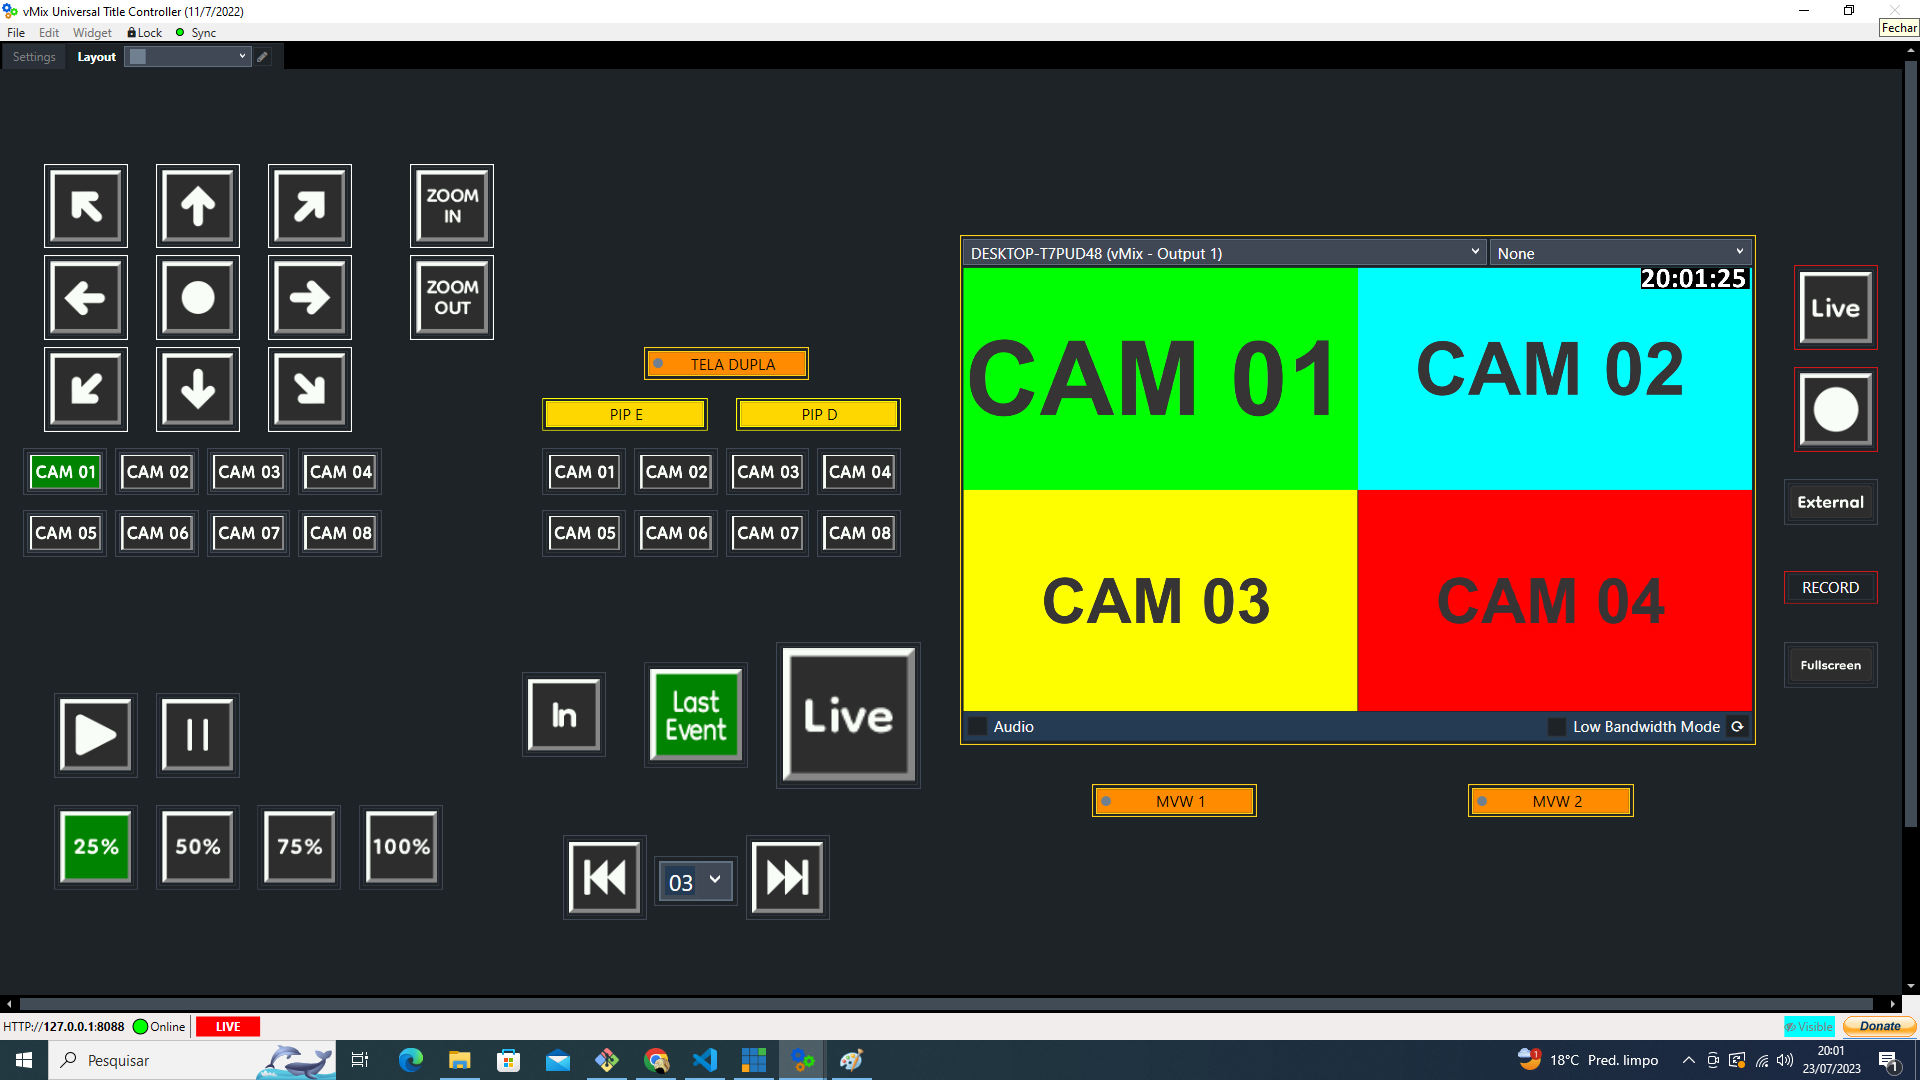 vMix Universal Title Controller (11/7/2022)
Fechar
File Edit Widget Lock Sync
Settings Layout
ZOOM
IN
ZOOM
OUT
CAM 01 CAM 02 CAM 03 CAM 04
CAM 05 CAM 06 CAM 07 CAM 08
25% 50% 75% 100%
TELA DUPLA
PIP E PIP D
CAM 01 CAM 02 CAM 03 CAM 04
CAM 05 CAM 06 CAM 07 CAM 08
In
Last
Event
Live
03
DESKTOP-T7PUD48 (vMix - Output 1) None
20:01:25
CAM 01 CAM 02
CAM 03 CAM 04
Audio Low Bandwidth Mode
MVW 1 MVW 2
Live
External
RECORD
Fullscreen
HTTP://127.0.0.1:8088 Online LIVE
Visible Donate
Pesquisar
1
18°C Pred. limpo
20:01
23/07/2023
1